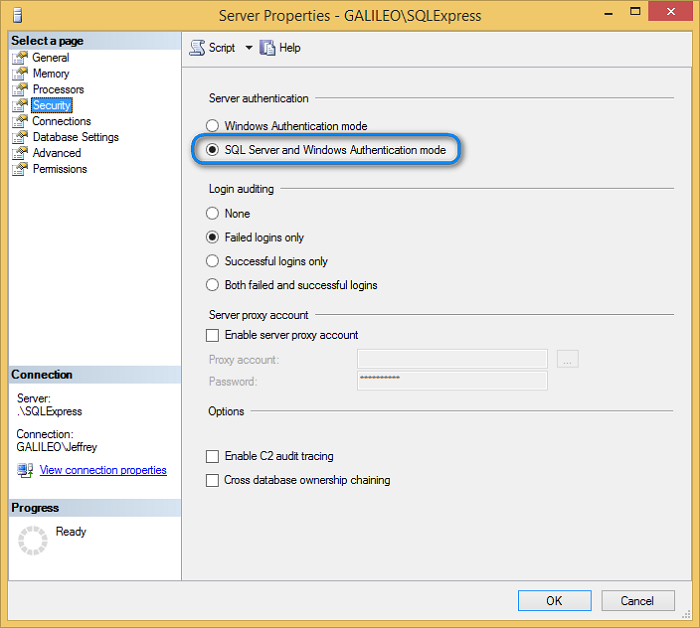 Server Properties - GALILEO\SQLExpress
Select a page
General
Memory
Processors
Security
Connections
Database Settings
Advanced
Permissions
Script
Help
Server authentication
Windows Authentication mode
SQL Server and Windows Authentication mode
Login auditing
None
Failed logins only
Successful logins only
Both failed and successful logins
Server proxy account
Enable server proxy account
Proxy account:
...
Password:
**********
Options
Enable C2 audit tracing
Cross database ownership chaining
Connection
Server:
.\SQLExpress
Connection:
GALILEO\Jeffrey
View connection properties
Progress
Ready
OK
Cancel